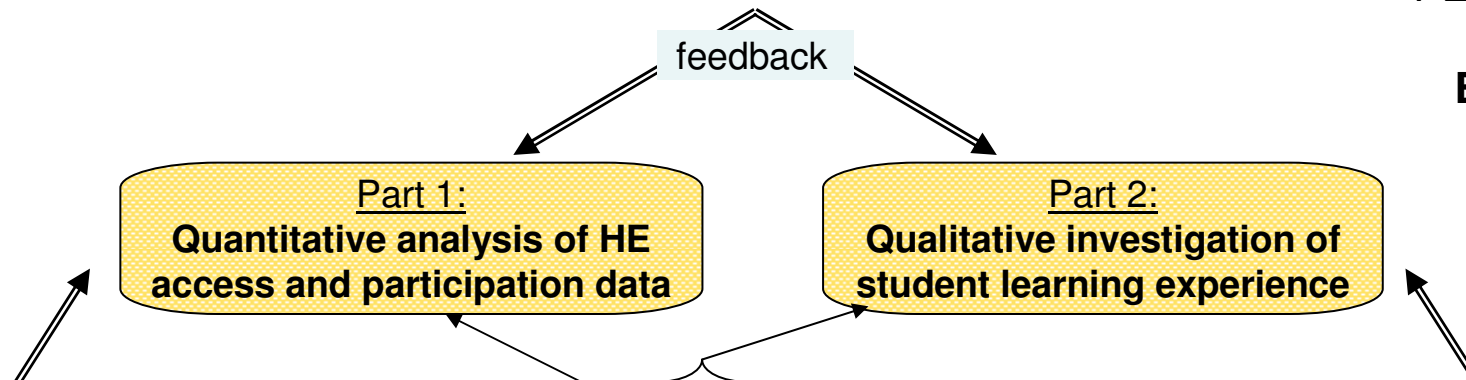 feedback
Part 1:
Quantitative analysis of HE
access and participation data
Part 2:
Qualitative investigation of
student learning experience